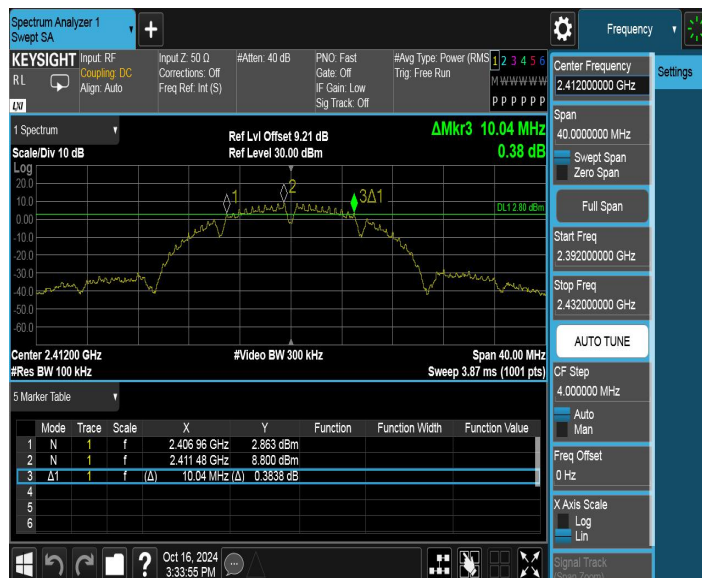 Spectrum Analyzer 1
Swept SA
+
Frequency
KEYSIGHT
RL
LXI
Input: RF
Coupling: DC
Align: Auto
Input Z: 50 Ω
Corrections: Off
Freq Ref: Int (S)
#Atten: 40 dB
PNO: Fast
Gate: Off
IF Gain: Low
Sig Track: Off
#Avg Type: Power (RMS
Trig: Free Run
1 2 3 4 5 6
M W W W W W
P P P P P P
1 Spectrum
Scale/Div 10 dB
Ref Lvl Offset 9.21 dB
Ref Level 30.00 dBm
ΔMkr3 10.04 MHz
0.38 dB
Log
20.0
10.0
0.00
-10.0
-20.0
-30.0
-40.0
-50.0
-60.0
1
2
3Δ1
DL1 2.80 dBm
Center 2.41200 GHz
#Video BW 300 kHz
Span 40.00 MHz
#Res BW 100 kHz
Sweep 3.87 ms (1001 pts)
5 Marker Table
Mode Trace Scale X Y Function Function Width Function Value
1 N 1 f 2.406 96 GHz 2.863 dBm
2 N 1 f 2.411 48 GHz 8.800 dBm
3 Δ1 1 f (Δ) 10.04 MHz (Δ) 0.3838 dB
4
5
6
?
Oct 16, 2024
3:33:55 PM
Center Frequency
2.412000000 GHz
Settings
Span
40.0000000 MHz
Swept Span
Zero Span
Full Span
Start Freq
2.392000000 GHz
Stop Freq
2.432000000 GHz
AUTO TUNE
CF Step
4.000000 MHz
Auto
Man
Freq Offset
0 Hz
X Axis Scale
Log
Lin
Signal Track
(Span Zoom)